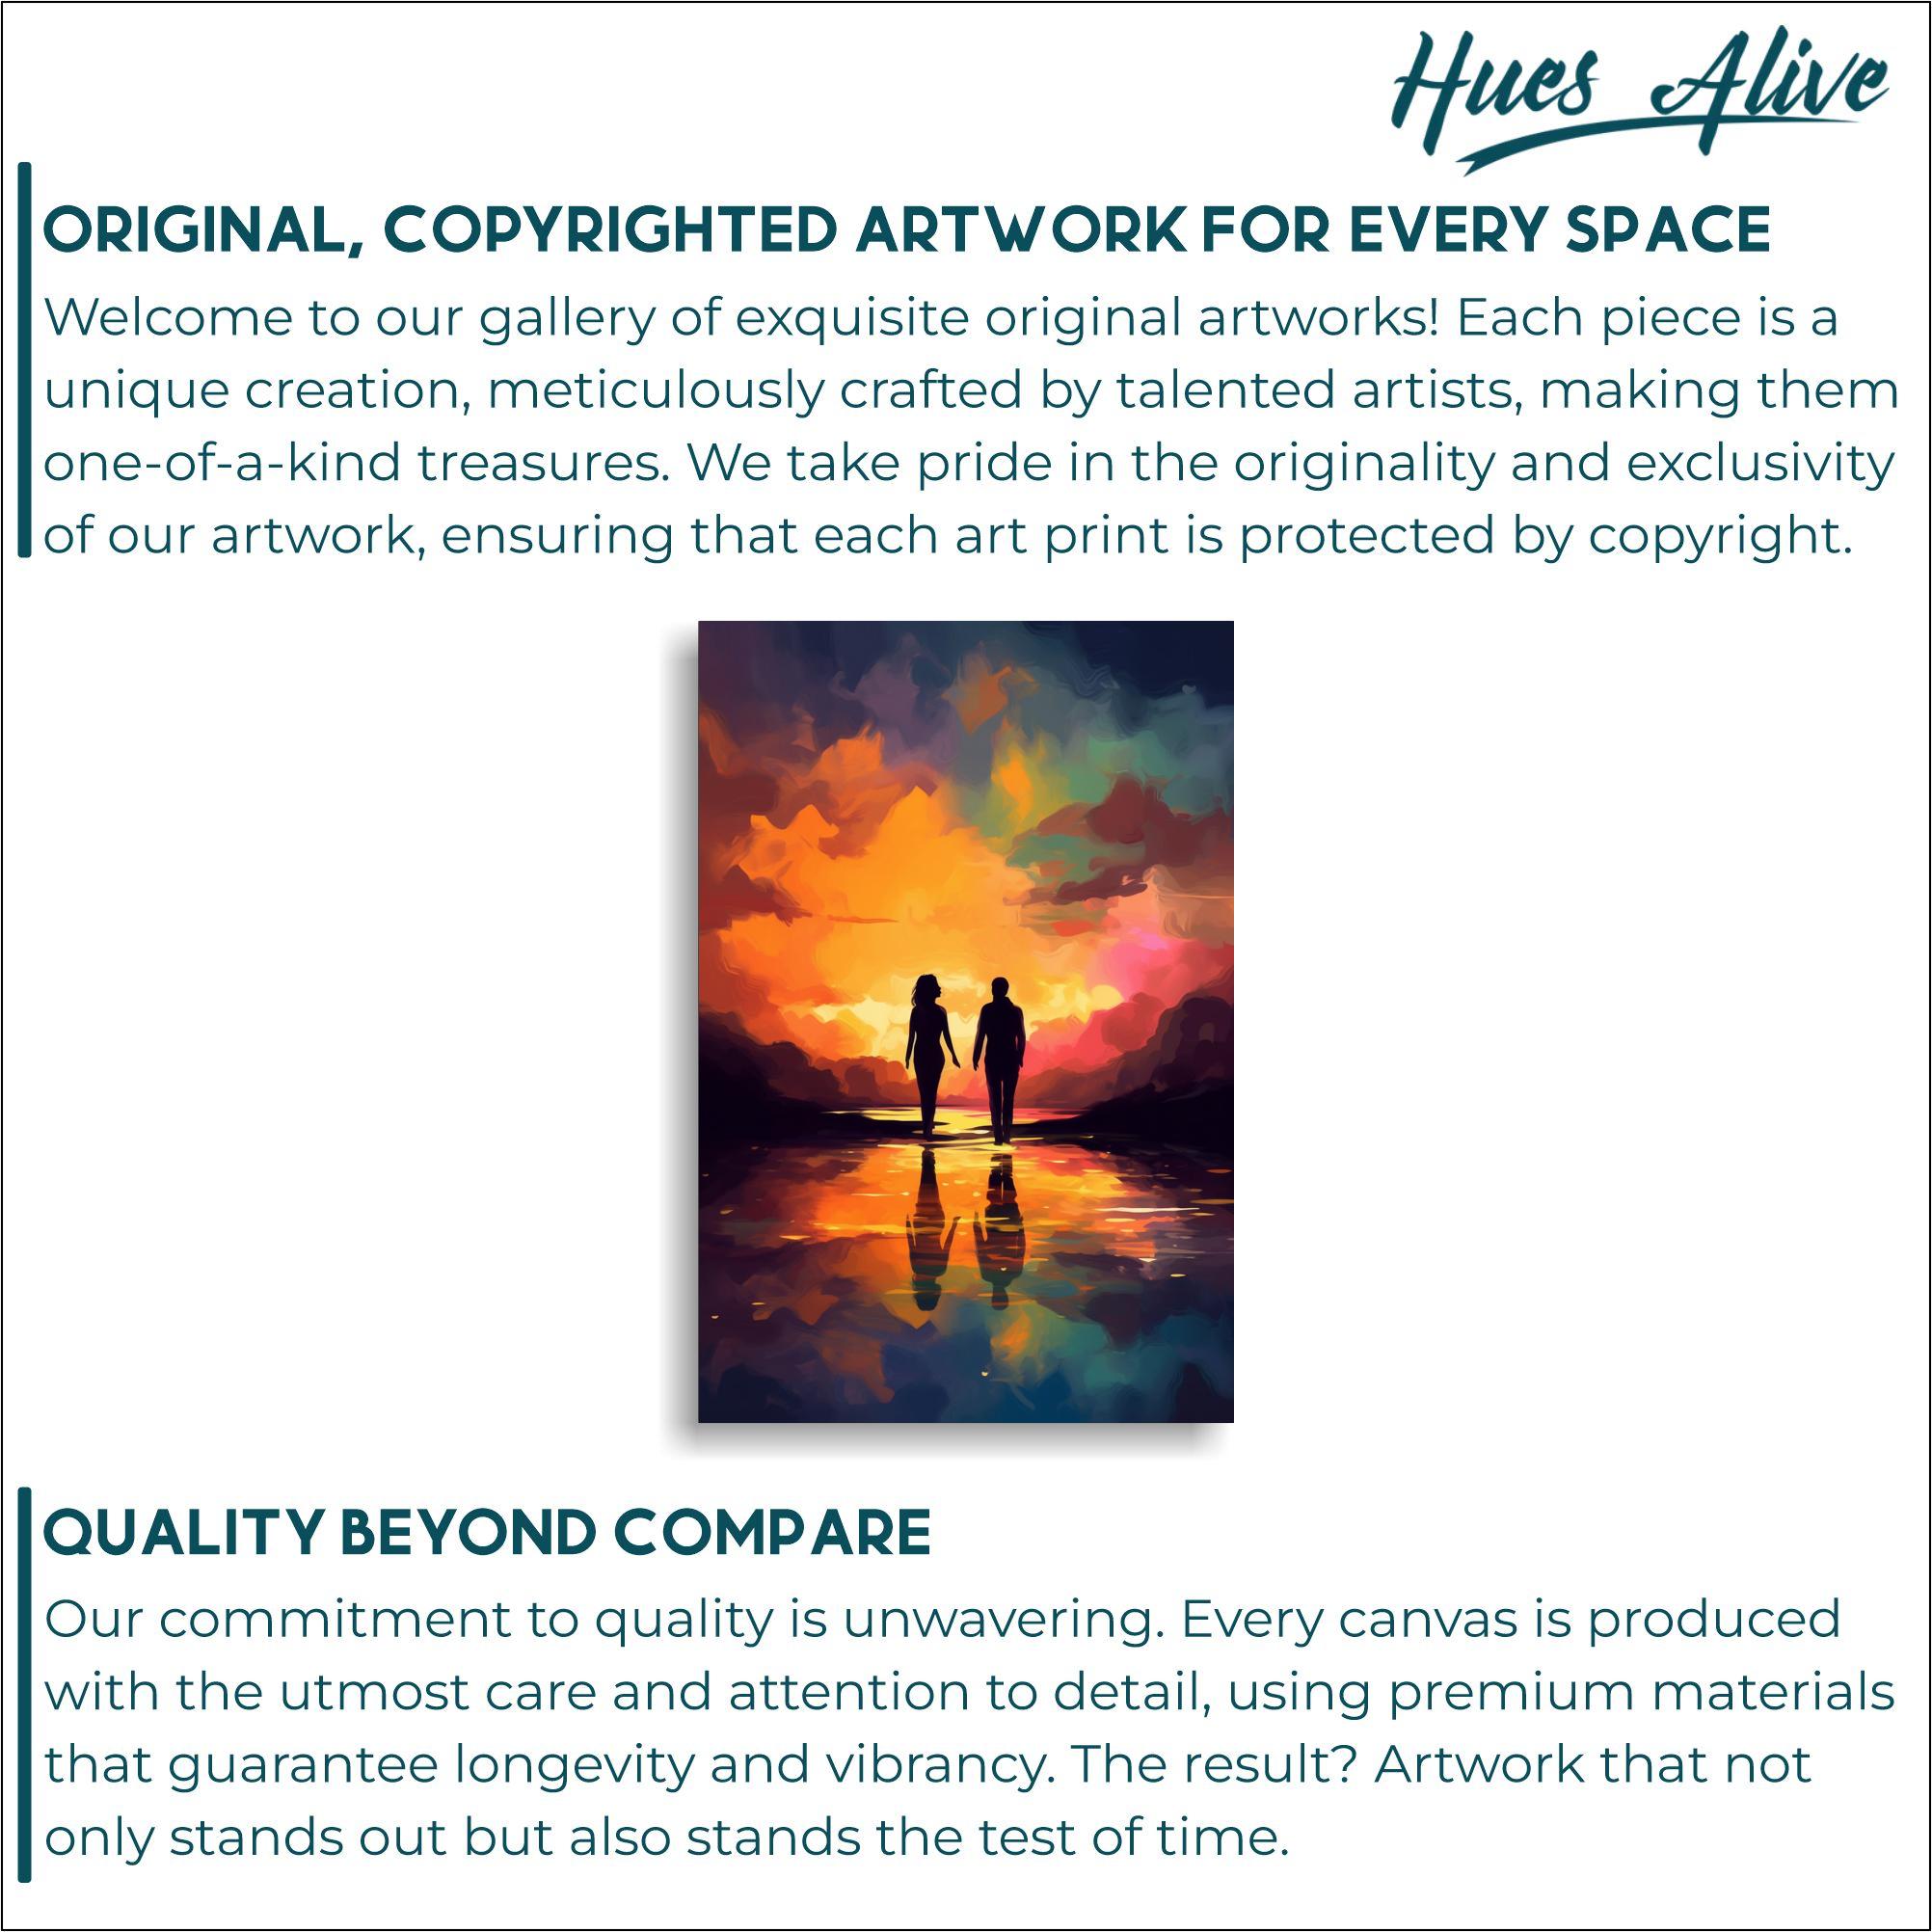 Hues Alive
ORIGINAL, COPYRIGHTED ARTWORK FOR EVERY SPACE
Welcome to our gallery of exquisite original artworks! Each piece is a
unique creation, meticulously crafted by talented artists, making them
one-of-a-kind treasures. We take pride in the originality and exclusivity
of our artwork, ensuring that each art print is protected by copyright.
QUALITY BEYOND COMPARE
Our commitment to quality is unwavering. Every canvas is produced
with the utmost care and attention to detail, using premium materials
that guarantee longevity and vibrancy. The result? Artwork that not
only stands out but also stands the test of time.